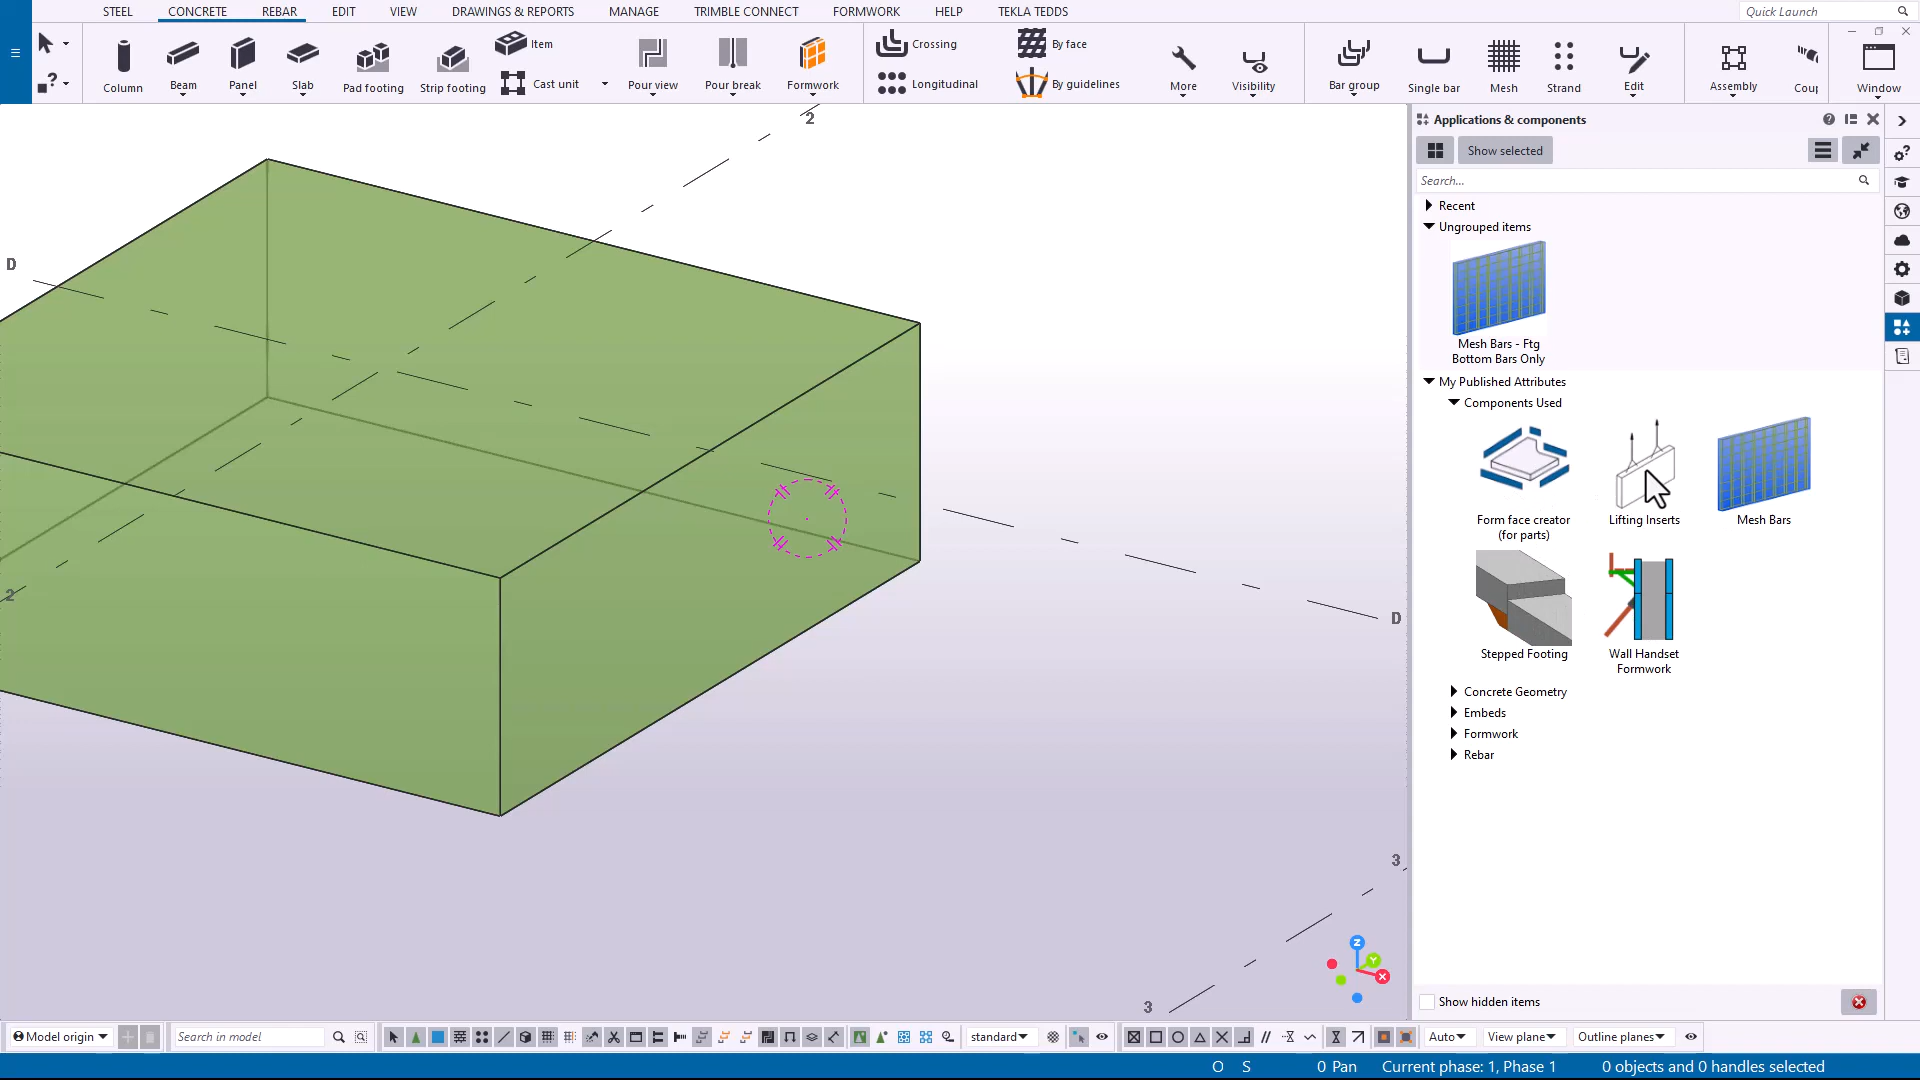 STEEL CONCRETE REBAR EDIT VIEW DRAWINGS & REPORTS MANAGE TRIMBLE CONNECT FORMWORK HELP TEKLA TEDDS Quick Launch
Item Crossing By face
Column Beam Panel Slab Pad footing Strip footing Cast unit Pour view Pour break Formwork Longitudinal By guidelines More Visibility Bar group Single bar Mesh Strand Edit Assembly Coup Window
2
D
2
D
3
3
Z
Y
X
Applications & components
Show selected
Search...
Recent
Ungrouped items
Mesh Bars - Ftg
Bottom Bars Only
My Published Attributes
Components Used
Form face creator
(for parts)
Lifting Inserts
Mesh Bars
Stepped Footing
Wall Handset
Formwork
Concrete Geometry
Embeds
Formwork
Rebar
Show hidden items
Model origin Search in model standard Auto View plane Outline planes
O S 0 Pan Current phase: 1, Phase 1 0 objects and 0 handles selected